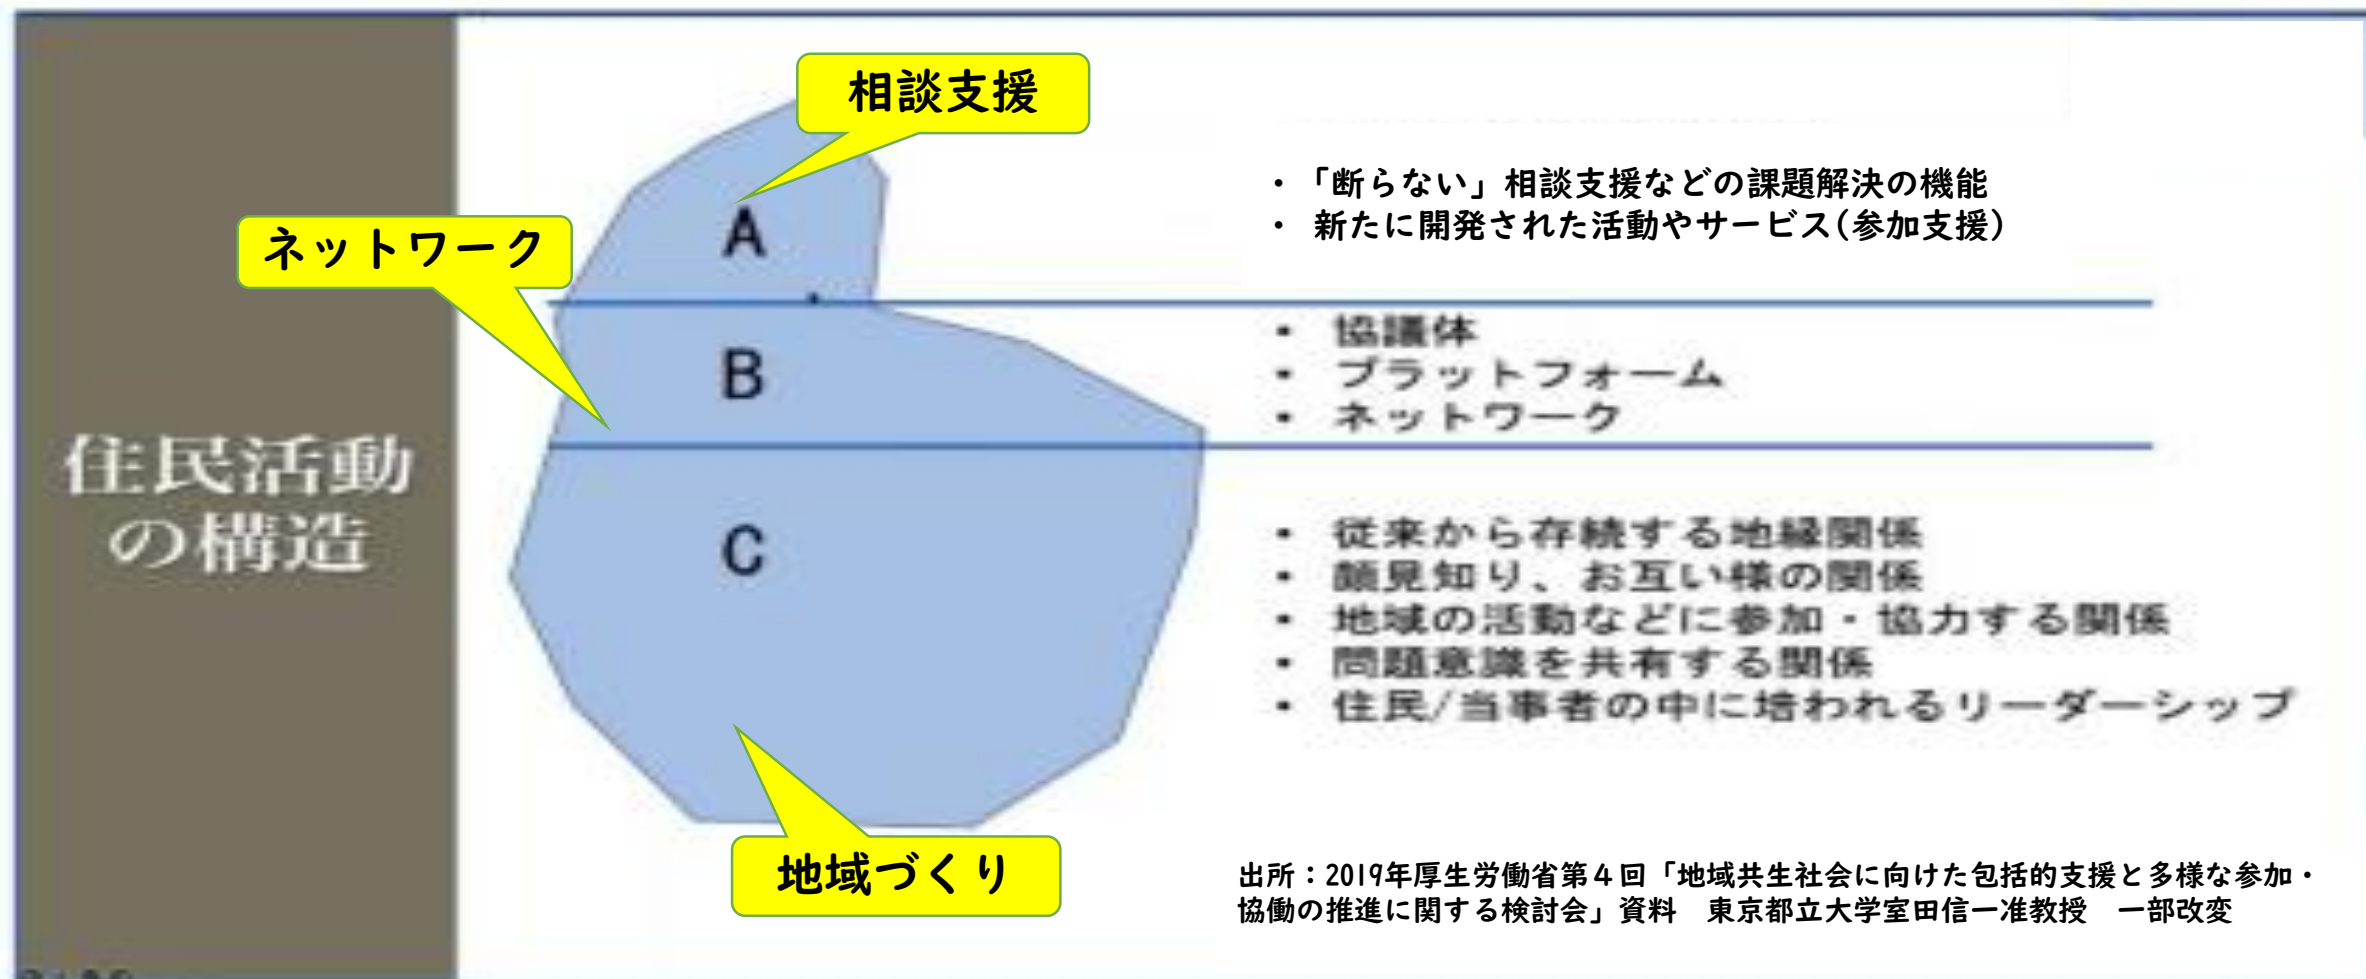 住民活動
の構造
相談支援
ネットワーク
地域づくり
A
B
C
・「断らない」相談支援などの課題解決の機能
・ 新たに開発された活動やサービス(参加支援)
・ 協議体
・ プラットフォーム
・ ネットワーク
・ 従来から存続する地縁関係
・顔見知り、お互い様の関係
・ 地域の活動などに参加・協力する関係
・ 問題意識を共有する関係
・ 住民/当事者の中に培われるリーダーシップ
出所：2019年厚生労働省第4回「地域共生社会に向けた包括的支援と多様な参加・
協働の推進に関する検討会」資料　東京都立大学室田信一准教授　一部改変